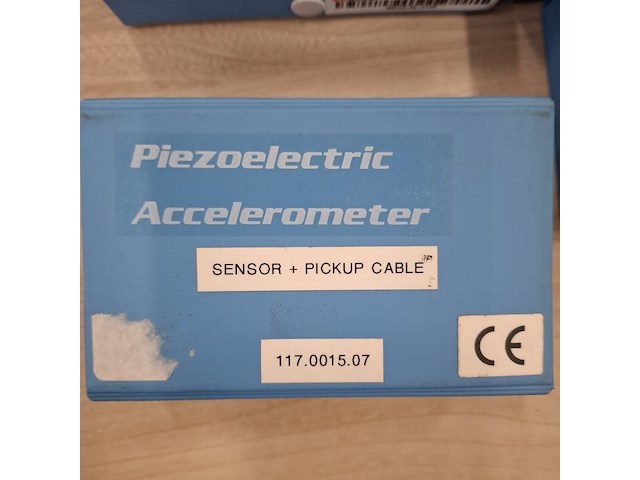 Piezoelectric
Accelerometer
SENSOR + PICKUP CABLE
117.0015.07
CE